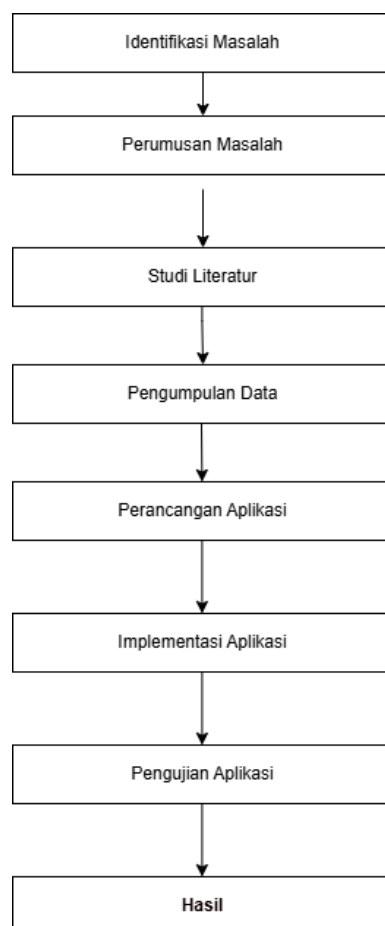 Identifikasi Masalah
Perumusan Masalah
Studi Literatur
Pengumpulan Data
Perancangan Aplikasi
Implementasi Aplikasi
Pengujian Aplikasi
Hasil